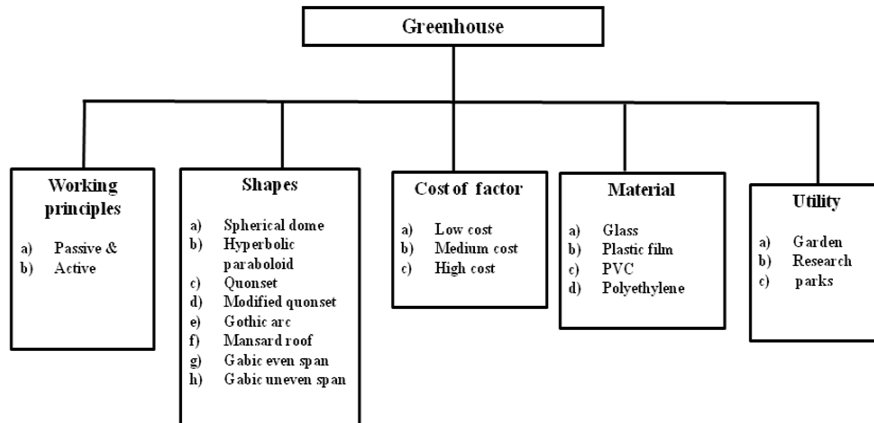 Greenhouse
Working
principles
a) Passive &
b) Active
Shapes
a) Spherical dome
b) Hyperbolic
paraboloid
c) Quonset
d) Modified quonset
e) Gothic arc
f) Mansard roof
g) Gabic even span
h) Gabic uneven span
Cost of factor
a) Low cost
b) Medium cost
c) High cost
Material
a) Glass
b) Plastic film
c) PVC
d) Polyethylene
Utility
a) Garden
b) Research
c) parks